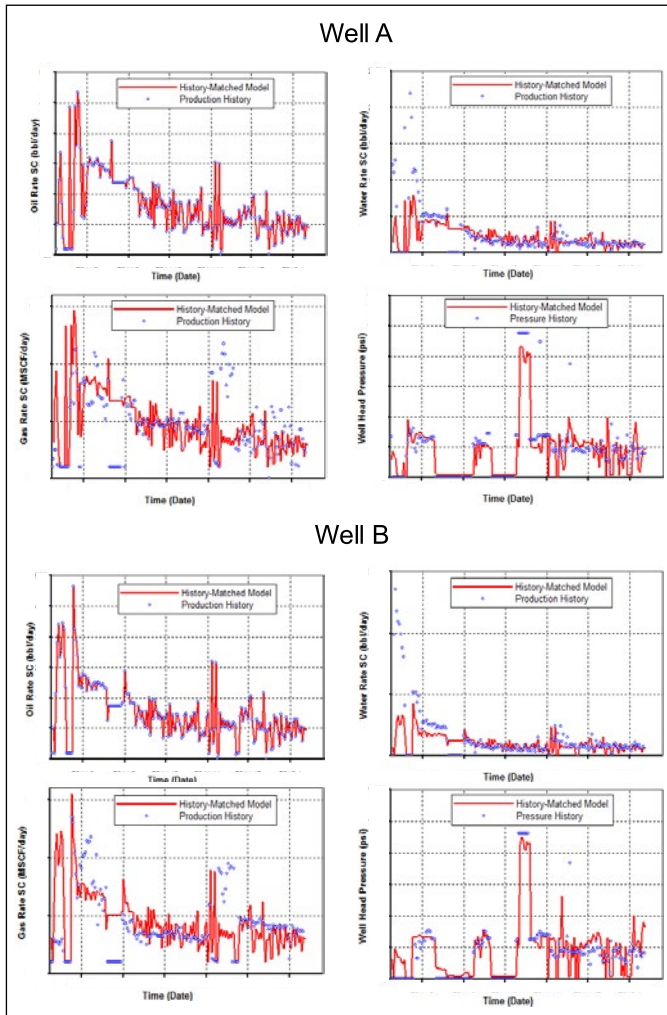 Well A
History-Matched Model
Production History
Oil Rate SC (bbl/day)
Time (Date)
History-Matched Model
Production History
Water Rate SC (bbl/day)
Time (Date)
History-Matched Model
Production History
Gas Rate SC (MSCF/day)
Time (Date)
History-Matched Model
Pressure History
Well Head Pressure (psi)
Time (Date)
Well B
History-Matched Model
Production History
Oil Rate SC (bbl/day)
Time (Date)
History-Matched Model
Production History
Water Rate SC (bbl/day)
Time (Date)
History-Matched Model
Production History
Gas Rate SC (MSCF/day)
Time (Date)
History-Matched Model
Pressure History
Well Head Pressure (psi)
Time (Date)